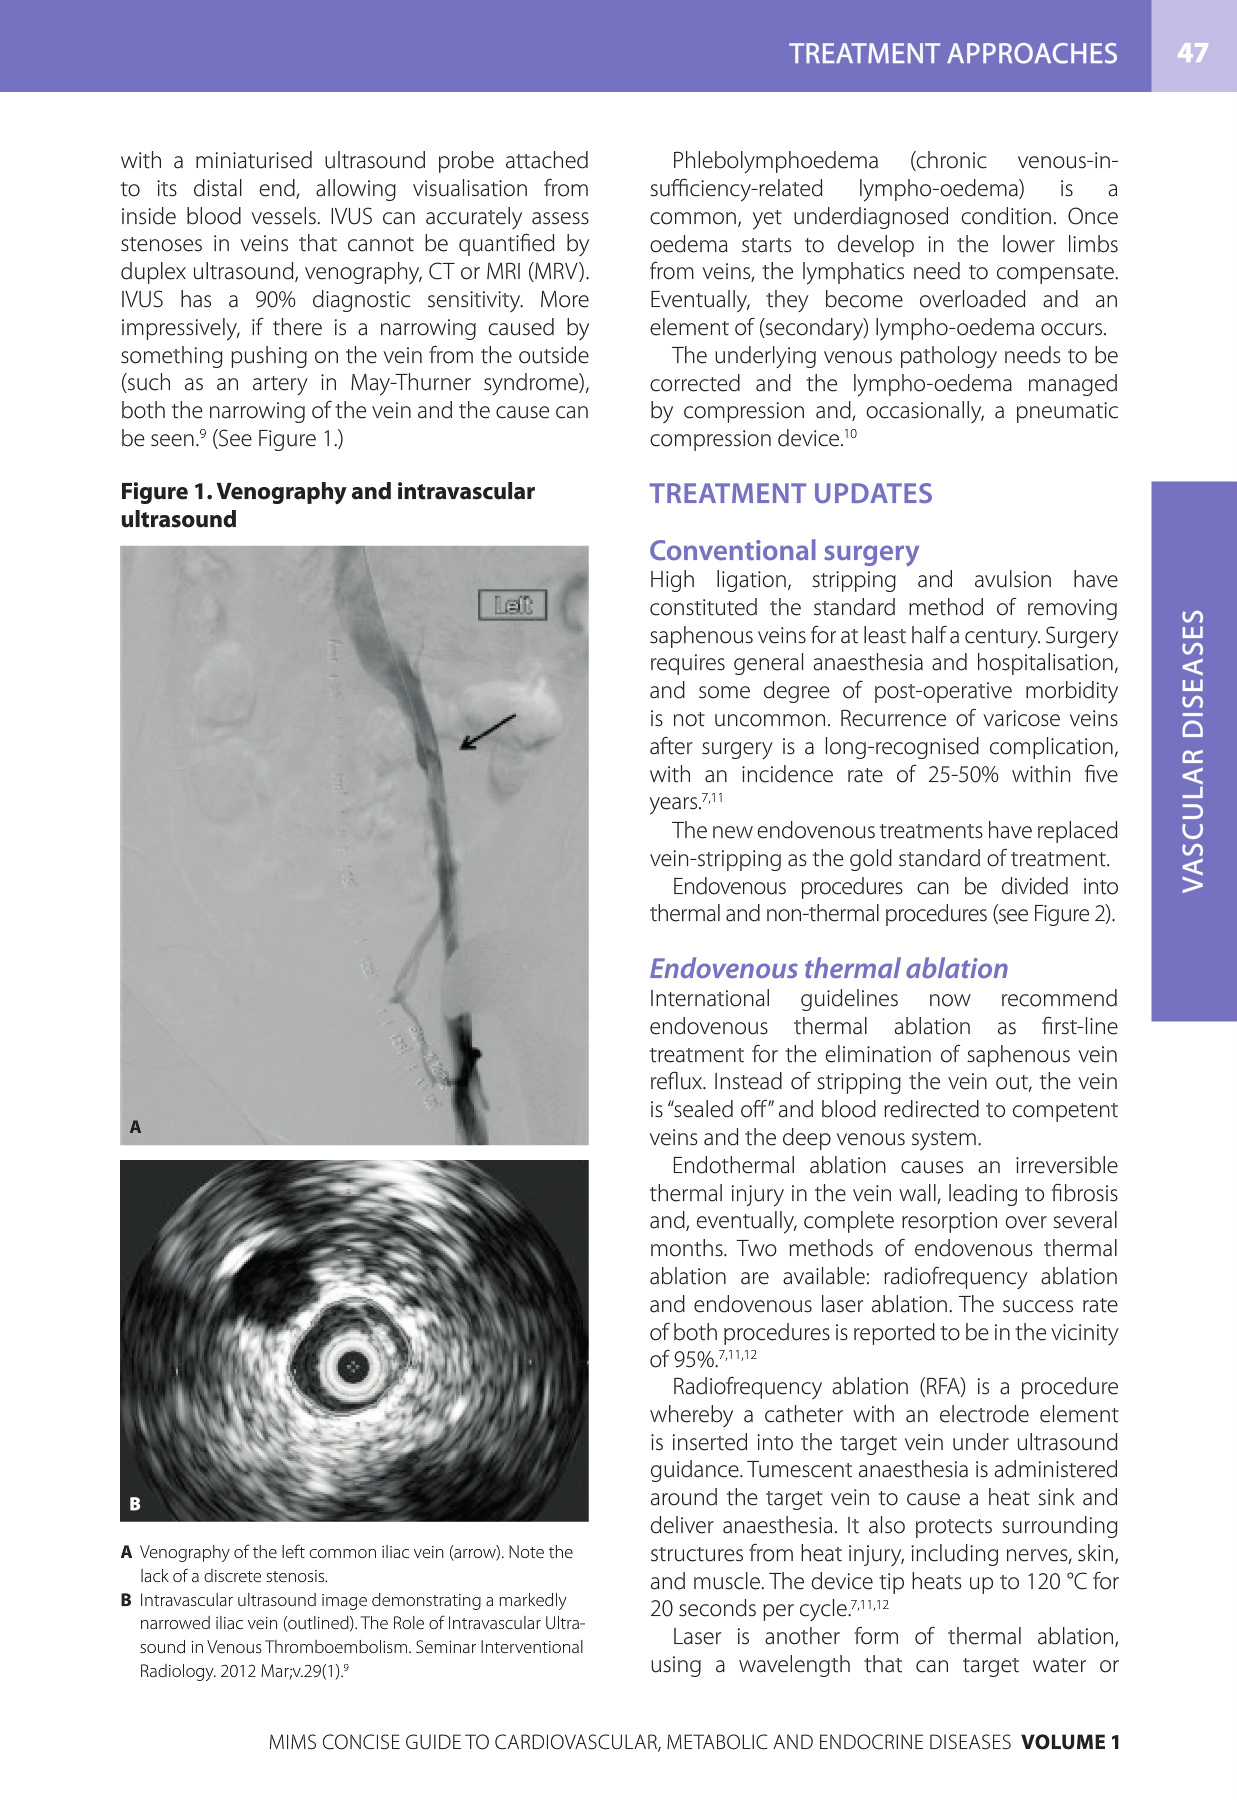 TREATMENT APPROACHES 47
with a miniaturised ultrasound probe attached
to its distal end, allowing visualisation from
inside blood vessels. IVUS can accurately assess
stenoses in veins that cannot be quantified by
duplex ultrasound, venography, CT or MRI (MRV).
IVUS has a 90% diagnostic sensitivity. More
impressively, if there is a narrowing caused by
something pushing on the vein from the outside
(such as an artery in May-Thurner syndrome),
both the narrowing of the vein and the cause can
be seen.9 (See Figure 1.)
Figure 1. Venography and intravascular
ultrasound
Left
A
B
A Venography of the left common iliac vein (arrow). Note the
lack of a discrete stenosis.
B Intravascular ultrasound image demonstrating a markedly
narrowed iliac vein (outlined). The Role of Intravascular Ultra-
sound in Venous Thromboembolism. Seminar Interventional
Radiology. 2012 Mar;v.29(1).9
Phlebolymphoedema (chronic venous-in-
sufficiency-related lympho-oedema) is a
common, yet underdiagnosed condition. Once
oedema starts to develop in the lower limbs
from veins, the lymphatics need to compensate.
Eventually, they become overloaded and an
element of (secondary) lympho-oedema occurs.
The underlying venous pathology needs to be
corrected and the lympho-oedema managed
by compression and, occasionally, a pneumatic
compression device.10
TREATMENT UPDATES
Conventional surgery
High ligation, stripping and avulsion have
constituted the standard method of removing
saphenous veins for at least half a century. Surgery
requires general anaesthesia and hospitalisation,
and some degree of post-operative morbidity
is not uncommon. Recurrence of varicose veins
after surgery is a long-recognised complication,
with an incidence rate of 25-50% within five
years.7,11
The new endovenous treatments have replaced
vein-stripping as the gold standard of treatment.
Endovenous procedures can be divided into
thermal and non-thermal procedures (see Figure 2).
Endovenous thermal ablation
International guidelines now recommend
endovenous thermal ablation as first-line
treatment for the elimination of saphenous vein
reflux. Instead of stripping the vein out, the vein
is “sealed off” and blood redirected to competent
veins and the deep venous system.
Endothermal ablation causes an irreversible
thermal injury in the vein wall, leading to fibrosis
and, eventually, complete resorption over several
months. Two methods of endovenous thermal
ablation are available: radiofrequency ablation
and endovenous laser ablation. The success rate
of both procedures is reported to be in the vicinity
of 95%.7,11,12
Radiofrequency ablation (RFA) is a procedure
whereby a catheter with an electrode element
is inserted into the target vein under ultrasound
guidance. Tumescent anaesthesia is administered
around the target vein to cause a heat sink and
deliver anaesthesia. It also protects surrounding
structures from heat injury, including nerves, skin,
and muscle. The device tip heats up to 120 °C for
20 seconds per cycle.7,11,12
Laser is another form of thermal ablation,
using a wavelength that can target water or
VASCULAR DISEASES
MIMS CONCISE GUIDE TO CARDIOVASCULAR, METABOLIC AND ENDOCRINE DISEASES VOLUME 1